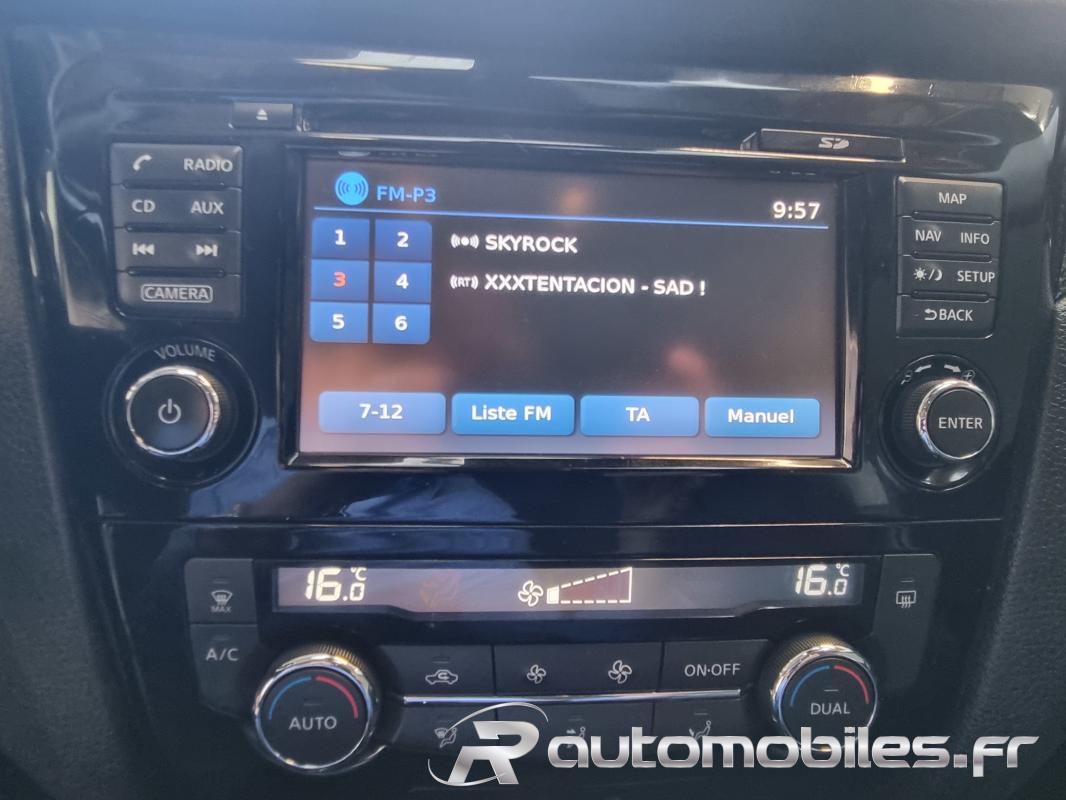 RADIO
CD AUX
CAMERA
VOLUME
SD
FM-P3
9:57
1 2 SKYROCK
3 4 RT XXXTENTACION - SAD !
5 6
7-12 Liste FM TA Manuel
MAP
NAV INFO
SETUP
BACK
ENTER
16.0 °C
16.0 °C
MAX
A/C
AUTO
ON·OFF
DUAL
R automobiles.fr